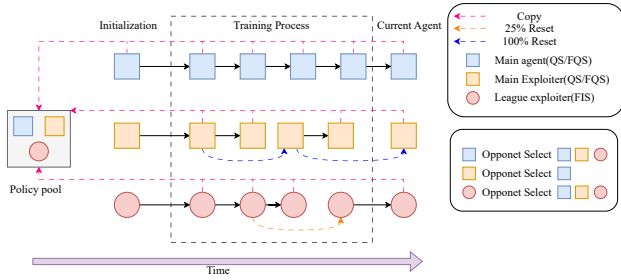 Initialization
Training Process
Current Agent
Policy pool
Time
Copy
25% Reset
100% Reset
Main agent(QS/FQS)
Main Exploiter(QS/FQS)
League exploiter(FIS)
Opponet Select
Opponet Select
Opponet Select